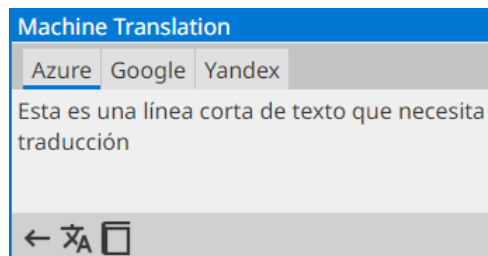 Machine Translation
Azure Google Yandex
Esta es una línea corta de texto que necesita
traducción